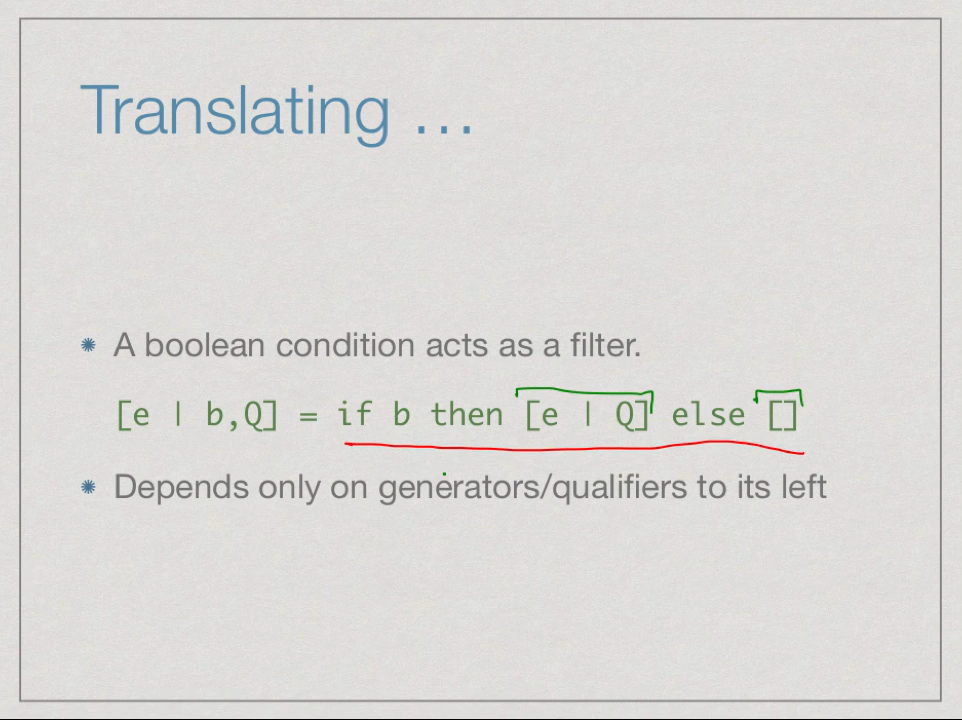 Translating ...
A boolean condition acts as a filter.
[e | b,Q] = if b then [e | Q] else []
Depends only on generators/qualifiers to its left